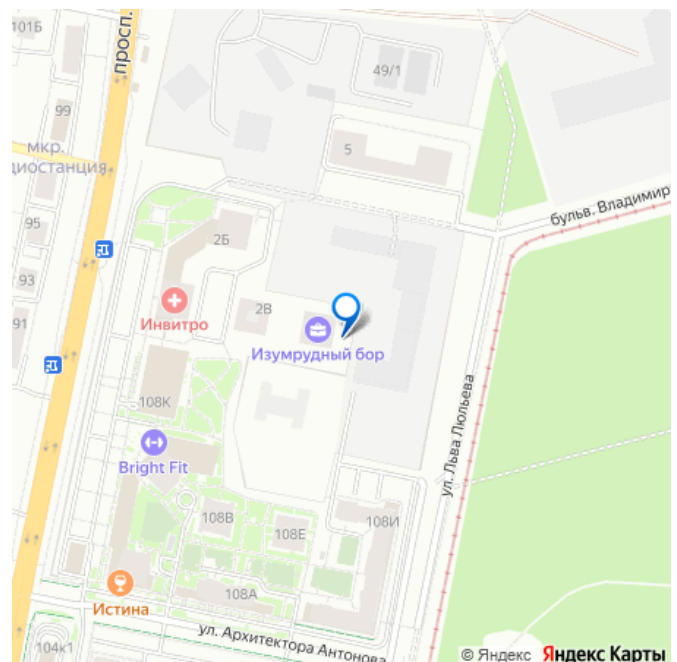 101Б
просп.
49/1
99
мкр.
диостанция
5
бульв. Владимир
95
2Б
93
Инвитро
2В
91
Изумрудный бор
108К
ул. Льва Люльева
Bright Fit
108В
108Е
108И
Истина
108А
ул. Архитектора Антонова
104к1
© Яндекс Яндекс Карты